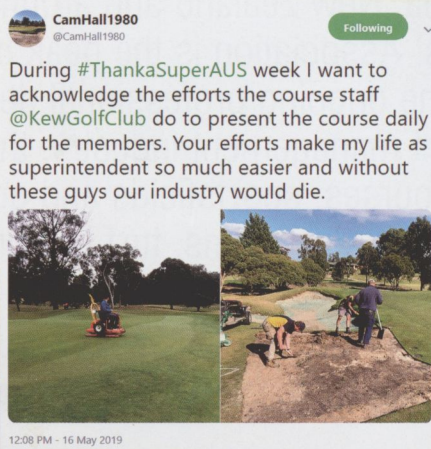 CamHall1980
@CamHall1980
Following
During #ThankaSuperAUS week I want to
acknowledge the efforts the course staff
@KewGolfClub do to present the course daily
for the members. Your efforts make my life as
superintendent so much easier and without
these guys our industry would die.
12:08 PM - 16 May 2019